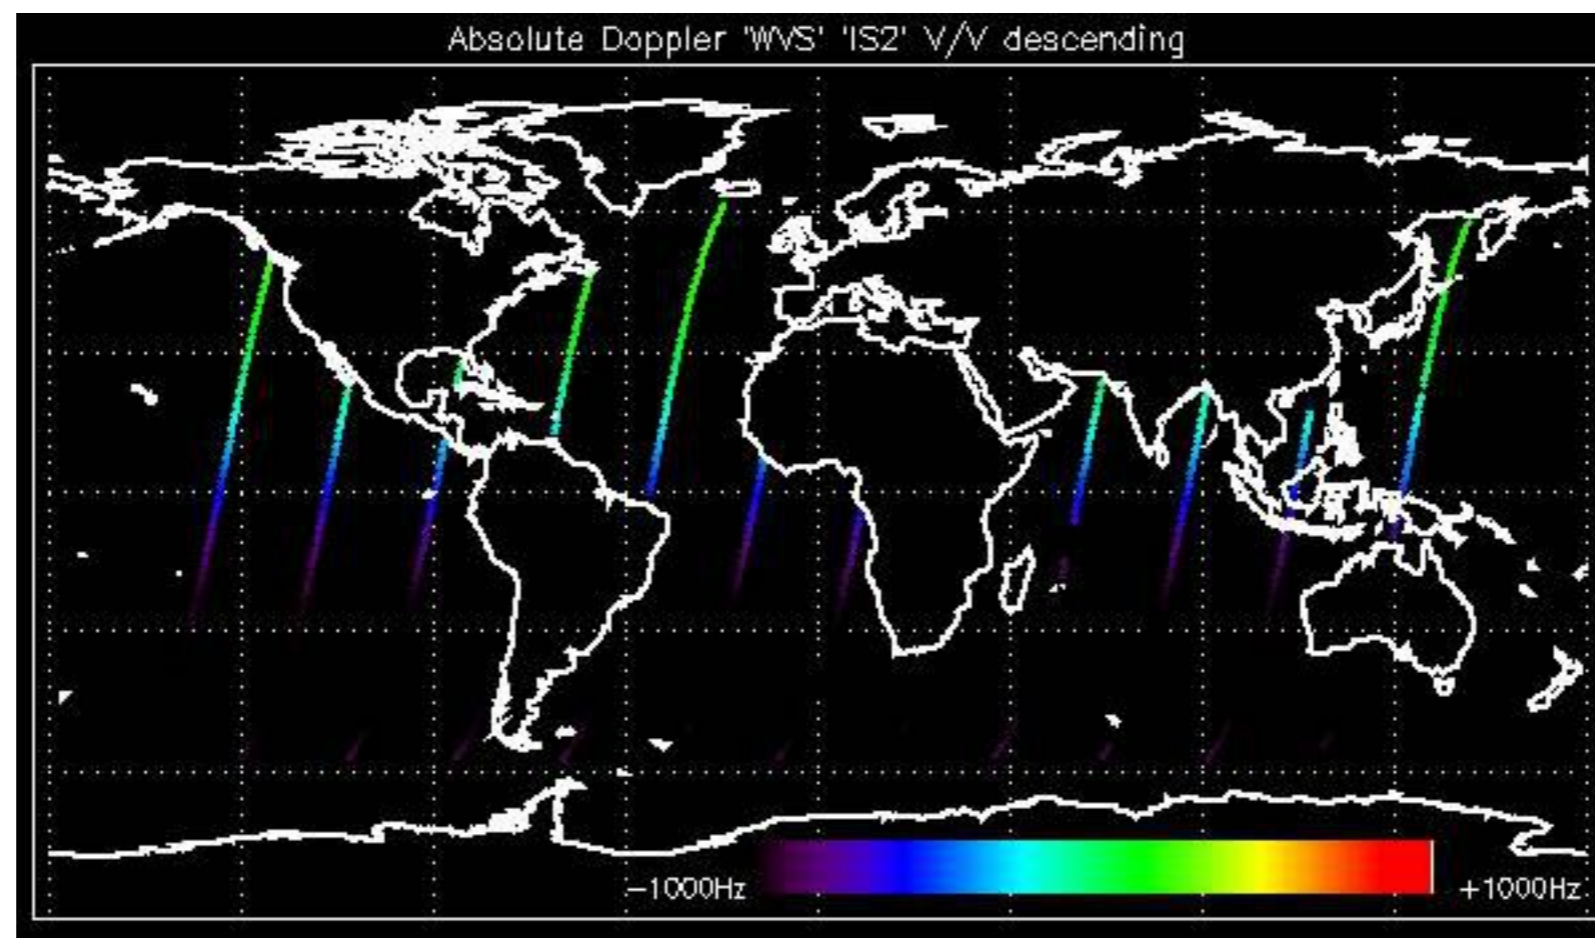 Absolute Doppler 'WVS' 'IS2' V/V descending
−1000Hz
+1000Hz